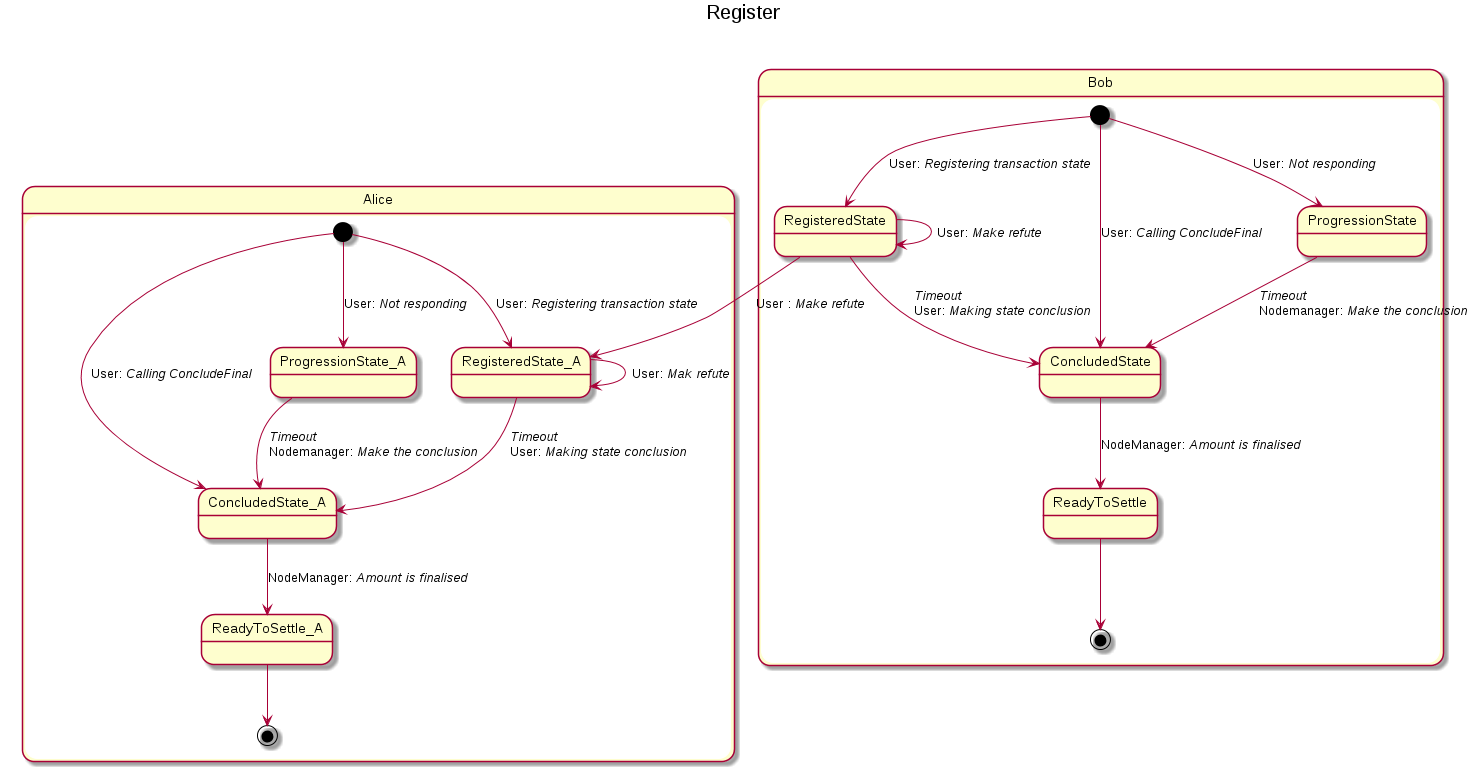 Register
Bob
User: Registering transaction state
User: Not responding
Alice
RegisteredState
ProgressionState
User: Make refute
User: Calling ConcludeFinal
User: Not responding
User: Registering transaction state
User : Make refute
Timeout
User: Making state conclusion
Timeout
Nodemanager: Make the conclusion
ProgressionState_A
RegisteredState_A
ConcludedState
User: Calling ConcludeFinal
User: Mak refute
Timeout
Nodemanager: Make the conclusion
Timeout
User: Making state conclusion
NodeManager: Amount is finalised
ConcludedState_A
ReadyToSettle
NodeManager: Amount is finalised
ReadyToSettle_A